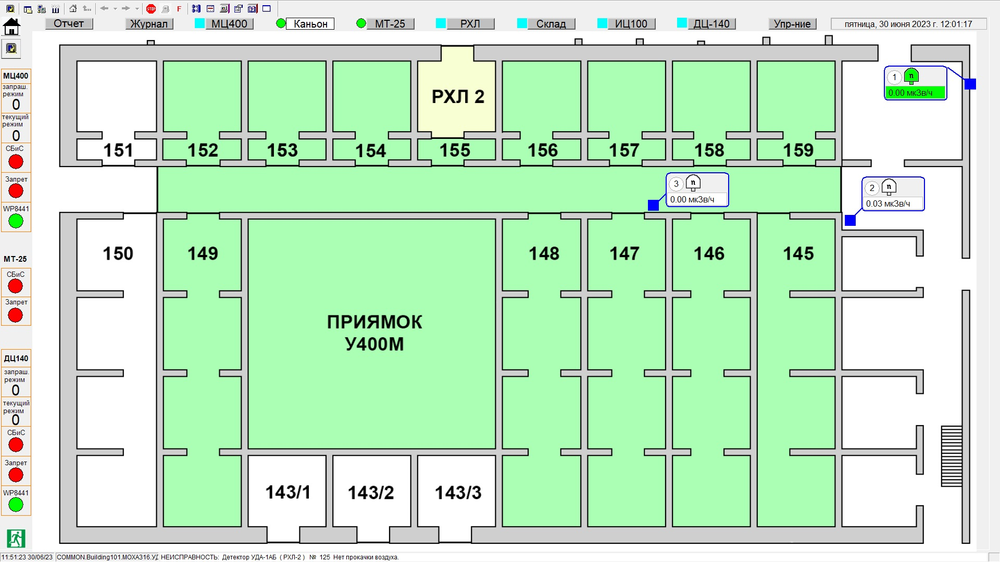 STOP F
Отчет Журнал МЦ400 Каньон МТ-25 РХЛ Склад ИЦ100 ДЦ-140 Упр-ние пятница, 30 июня 2023 г. 12:01:17
МЦ400
запраш.
режим
0
текущий
режим
0
СБиС
Запрет
WP8441
МТ-25
СБиС
Запрет
ДЦ140
запраш.
режим
0
текущий
режим
0
СБиС
Запрет
WP8441
1 n
0.00 мкЗв/ч
РХЛ 2
151 152 153 154 155 156 157 158 159
3 n
0.00 мкЗв/ч
2 n
0.03 мкЗв/ч
150 149 148 147 146 145
ПРИЯМОК
У400М
143/1 143/2 143/3
11:51:23 30/06/23 COMMON.Building101.MOXA316.УД НЕИСПРАВНОСТЬ: Детектор УДА-1АБ ( РХЛ-2 ) № 125 Нет прокачки воздуха.